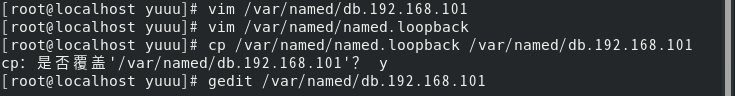 [root@localhost yuuu]# vim /var/named/db.192.168.101
[root@localhost yuuu]# vim /var/named/named.loopback
[root@localhost yuuu]# cp /var/named/named.loopback /var/named/db.192.168.101
cp：是否覆盖'/var/named/db.192.168.101'？ y
[root@localhost yuuu]# gedit /var/named/db.192.168.101